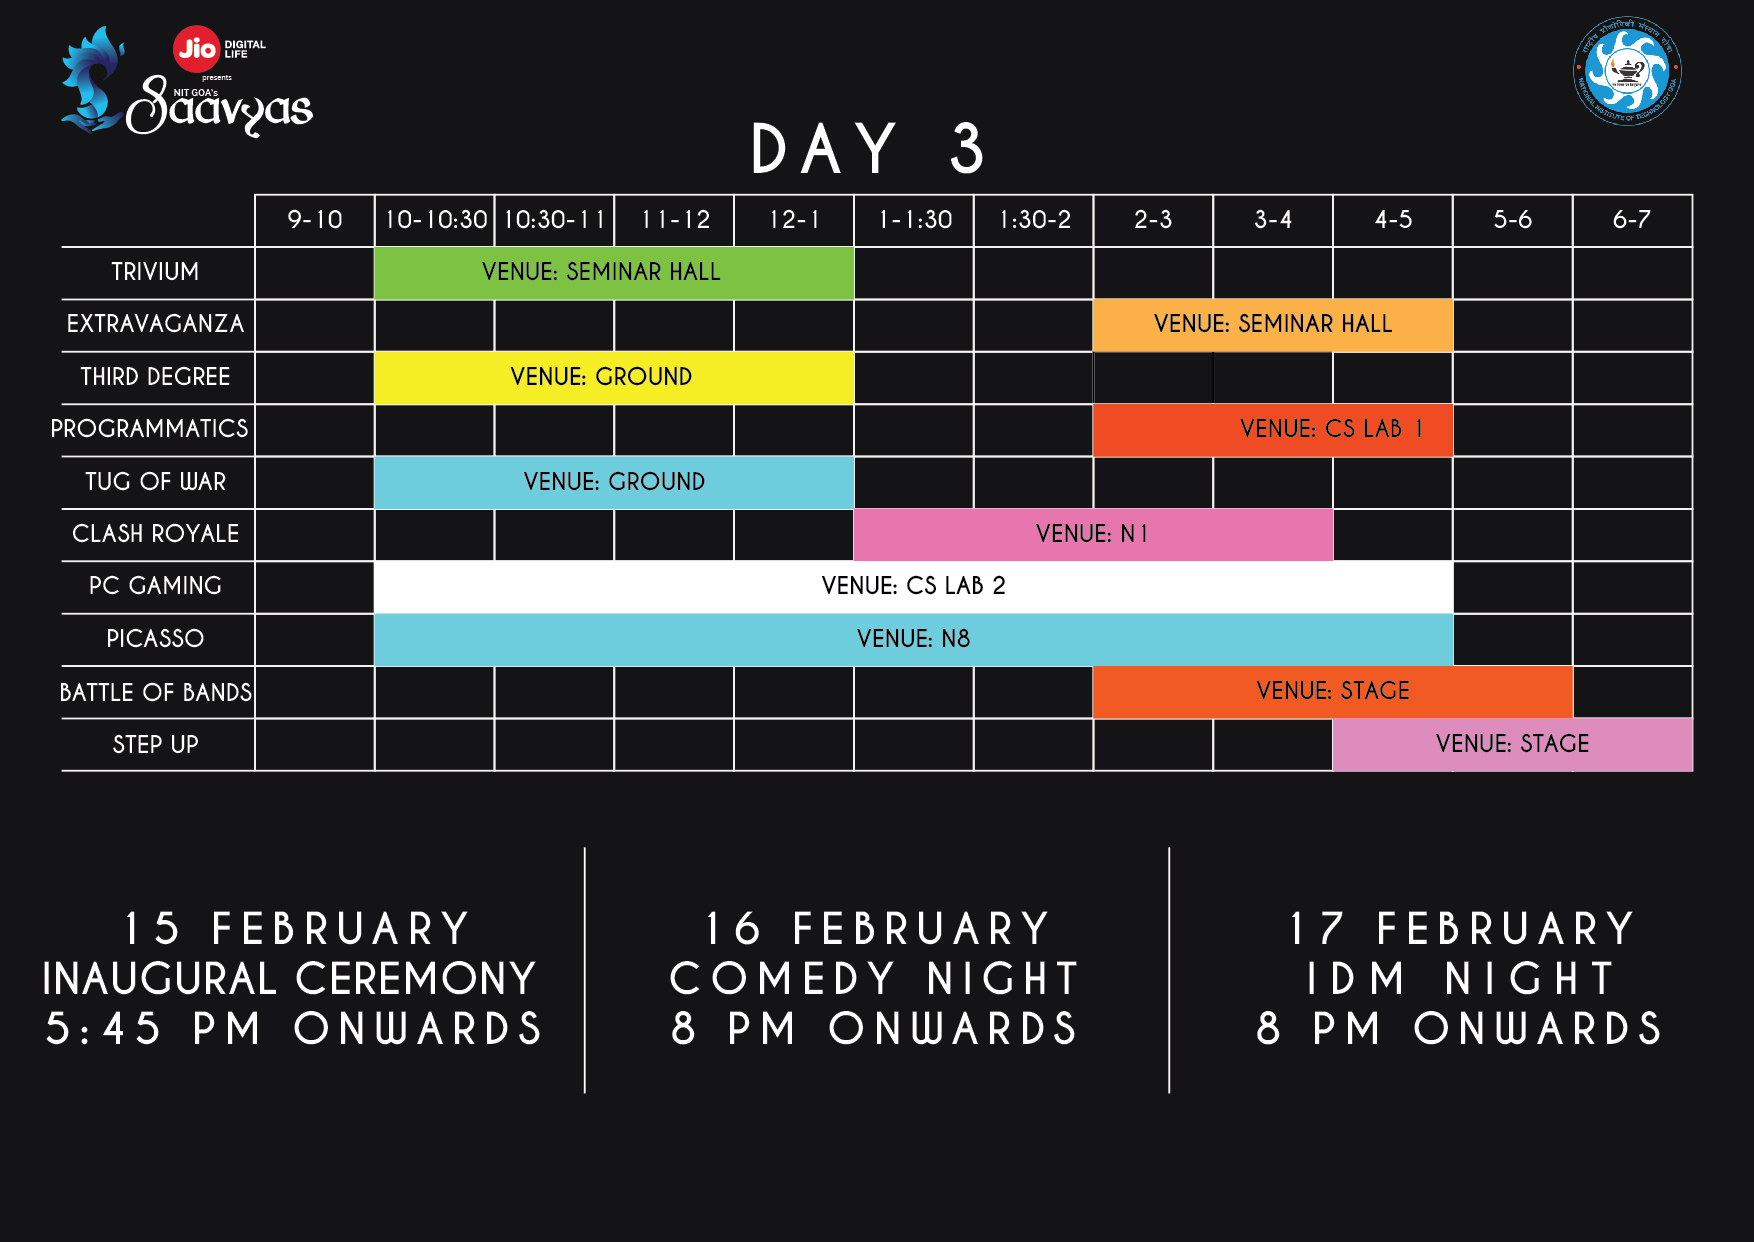 Jio DIGITAL LIFE
presents
NIT GOA's
Saavyas
राष्ट्रीय प्रौद्योगिकी संस्थान गोवा
NATIONAL INSTITUTE OF TECHNOLOGY GOA
DAY 3
9-10 10-10:30 10:30-11 11-12 12-1 1-1:30 1:30-2 2-3 3-4 4-5 5-6 6-7
TRIVIUM VENUE: SEMINAR HALL
EXTRAVAGANZA VENUE: SEMINAR HALL
THIRD DEGREE VENUE: GROUND
PROGRAMMATICS VENUE: CS LAB 1
TUG OF WAR VENUE: GROUND
CLASH ROYALE VENUE: N1
PC GAMING VENUE: CS LAB 2
PICASSO VENUE: N8
BATTLE OF BANDS VENUE: STAGE
STEP UP VENUE: STAGE
15 FEBRUARY
INAUGURAL CEREMONY
5:45 PM ONWARDS
16 FEBRUARY
COMEDY NIGHT
8 PM ONWARDS
17 FEBRUARY
IDM NIGHT
8 PM ONWARDS